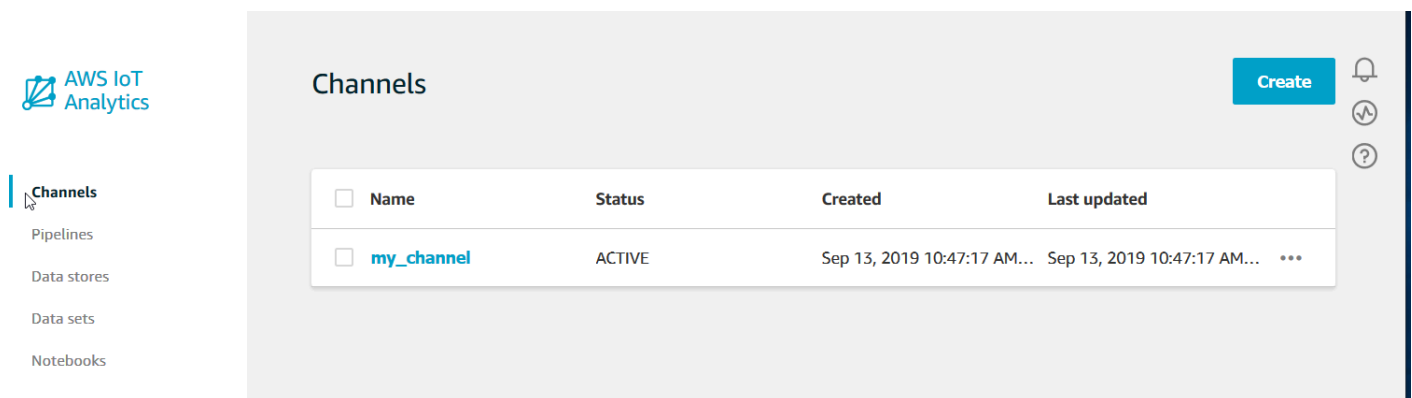 AWS IoT
Analytics
Channels
Pipelines
Data stores
Data sets
Notebooks
Channels
Create
Name Status Created Last updated
my_channel ACTIVE Sep 13, 2019 10:47:17 AM... Sep 13, 2019 10:47:17 AM...